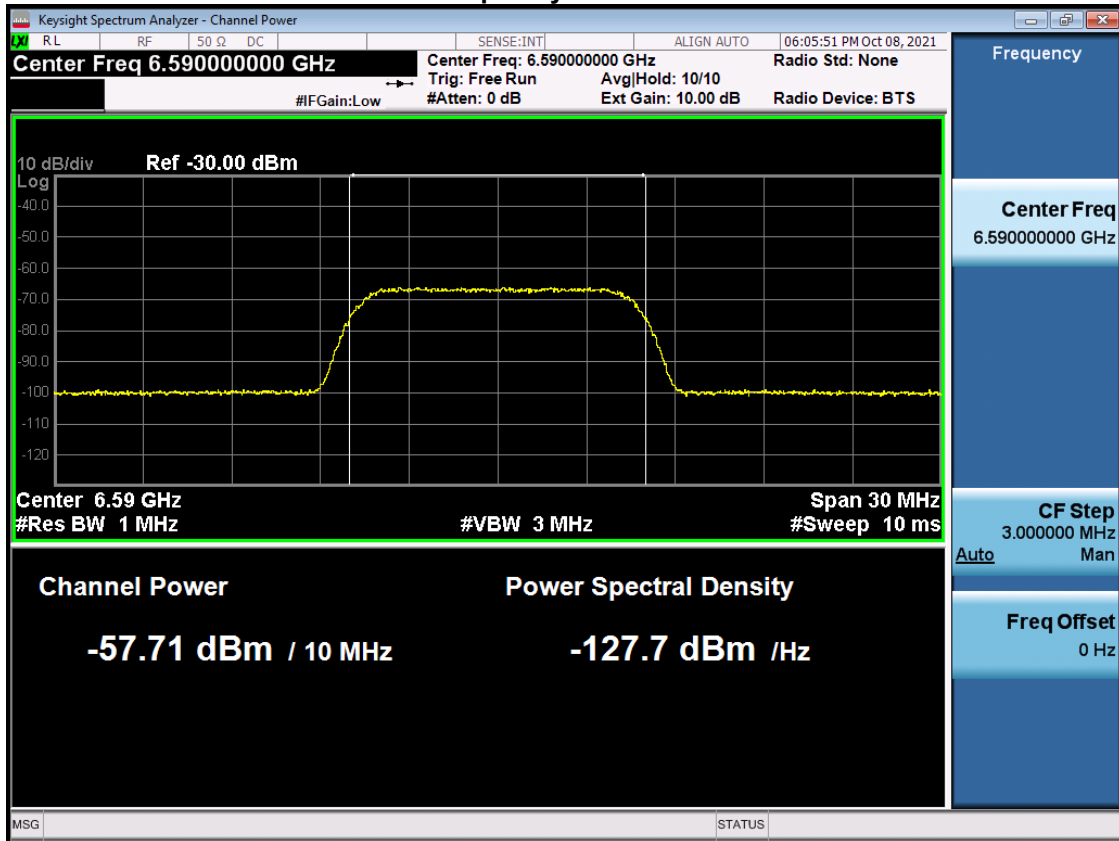 Keysight Spectrum Analyzer - Channel Power
LXI RL RF 50 Ω DC SENSE:INT ALIGN AUTO 06:05:51 PM Oct 08, 2021
Center Freq 6.590000000 GHz
#IFGain:Low
Center Freq: 6.590000000 GHz
Trig: Free Run Avg|Hold: 10/10
#Atten: 0 dB Ext Gain: 10.00 dB
Radio Std: None
Radio Device: BTS
10 dB/div Ref -30.00 dBm
Log
-40.0
-50.0
-60.0
-70.0
-80.0
-90.0
-100
-110
-120
Center 6.59 GHz Span 30 MHz
#Res BW 1 MHz #VBW 3 MHz #Sweep 10 ms
Channel Power Power Spectral Density
-57.71 dBm / 10 MHz -127.7 dBm /Hz
Frequency
Center Freq
6.590000000 GHz
CF Step
3.000000 MHz
Auto Man
Freq Offset
0 Hz
MSG STATUS